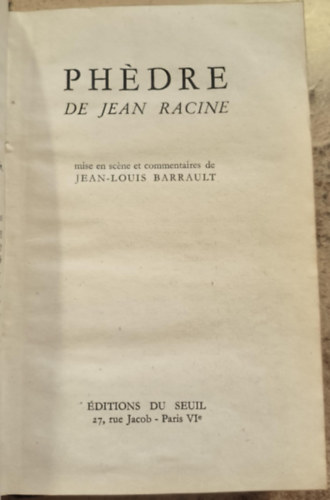 PHÈDRE
DE JEAN RACINE
mise en scène et commentaires de
JEAN-LOUIS BARRAULT
ÉDITIONS DU SEUIL
27, rue Jacob - Paris VIe